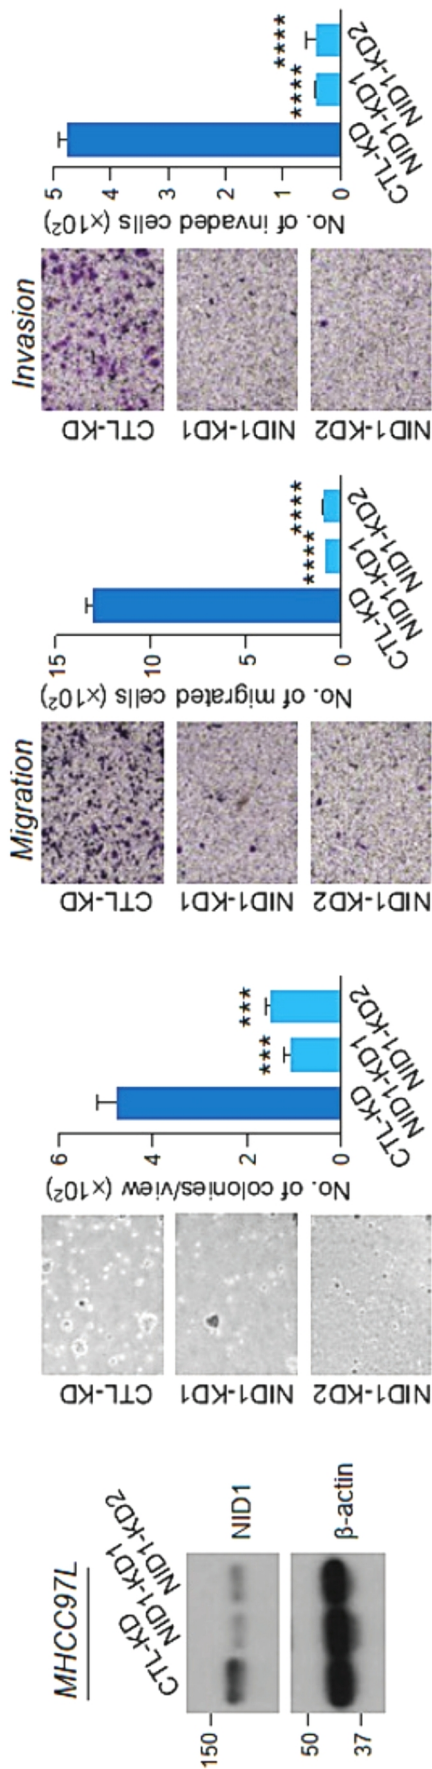 MHCC97L
CTL-KD
NID1-KD1
NID1-KD2
150
NID1
50
37
β-actin
CTL-KD
NID1-KD1
NID1-KD2
No. of colonies/view (x10²)
6
4
2
0
***
***
CTL-KD
NID1-KD1
NID1-KD2
Migration
CTL-KD
NID1-KD1
NID1-KD2
No. of migrated cells (x10²)
15
10
5
0
****
****
CTL-KD
NID1-KD1
NID1-KD2
Invasion
CTL-KD
NID1-KD1
NID1-KD2
No. of invaded cells (x10²)
5
4
3
2
1
0
****
****
CTL-KD
NID1-KD1
NID1-KD2